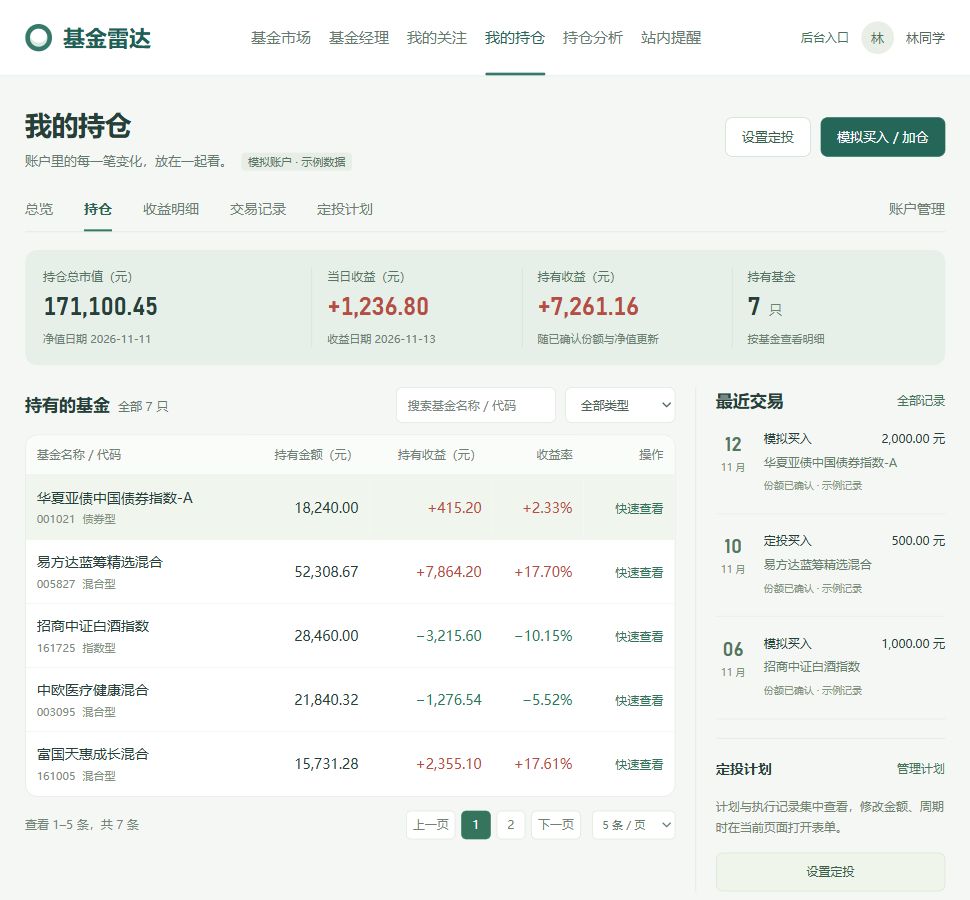 基金雷达
基金市场 基金经理 我的关注 我的持仓 持仓分析 站内提醒
后台入口 林 林同学
我的持仓
账户里的每一笔变化，放在一起看。 模拟账户 · 示例数据
设置定投 模拟买入 / 加仓
总览 持仓 收益明细 交易记录 定投计划 账户管理
持仓总市值（元） 当日收益（元） 持有收益（元） 持有基金
171,100.45 +1,236.80 +7,261.16 7 只
净值日期 2026-11-11 收益日期 2026-11-13 随已确认份额与净值更新 按基金查看明细
持有的基金 全部 7 只 搜索基金名称 / 代码 全部类型
基金名称 / 代码 持有金额（元） 持有收益（元） 收益率 操作
华夏亚债中国债券指数-A 18,240.00 +415.20 +2.33% 快速查看
001021 债券型
易方达蓝筹精选混合 52,308.67 +7,864.20 +17.70% 快速查看
005827 混合型
招商中证白酒指数 28,460.00 −3,215.60 −10.15% 快速查看
161725 指数型
中欧医疗健康混合 21,840.32 −1,276.54 −5.52% 快速查看
003095 混合型
富国天惠成长混合 15,731.28 +2,355.10 +17.61% 快速查看
161005 混合型
查看 1–5 条，共 7 条 上一页 1 2 下一页 5 条 / 页
最近交易 全部记录
12 模拟买入 2,000.00 元
11 月 华夏亚债中国债券指数-A
份额已确认 · 示例记录
10 定投买入 500.00 元
11 月 易方达蓝筹精选混合
份额已确认 · 示例记录
06 模拟买入 1,000.00 元
11 月 招商中证白酒指数
份额已确认 · 示例记录
定投计划 管理计划
计划与执行记录集中查看，修改金额、周期
时在当前页面打开表单。
设置定投